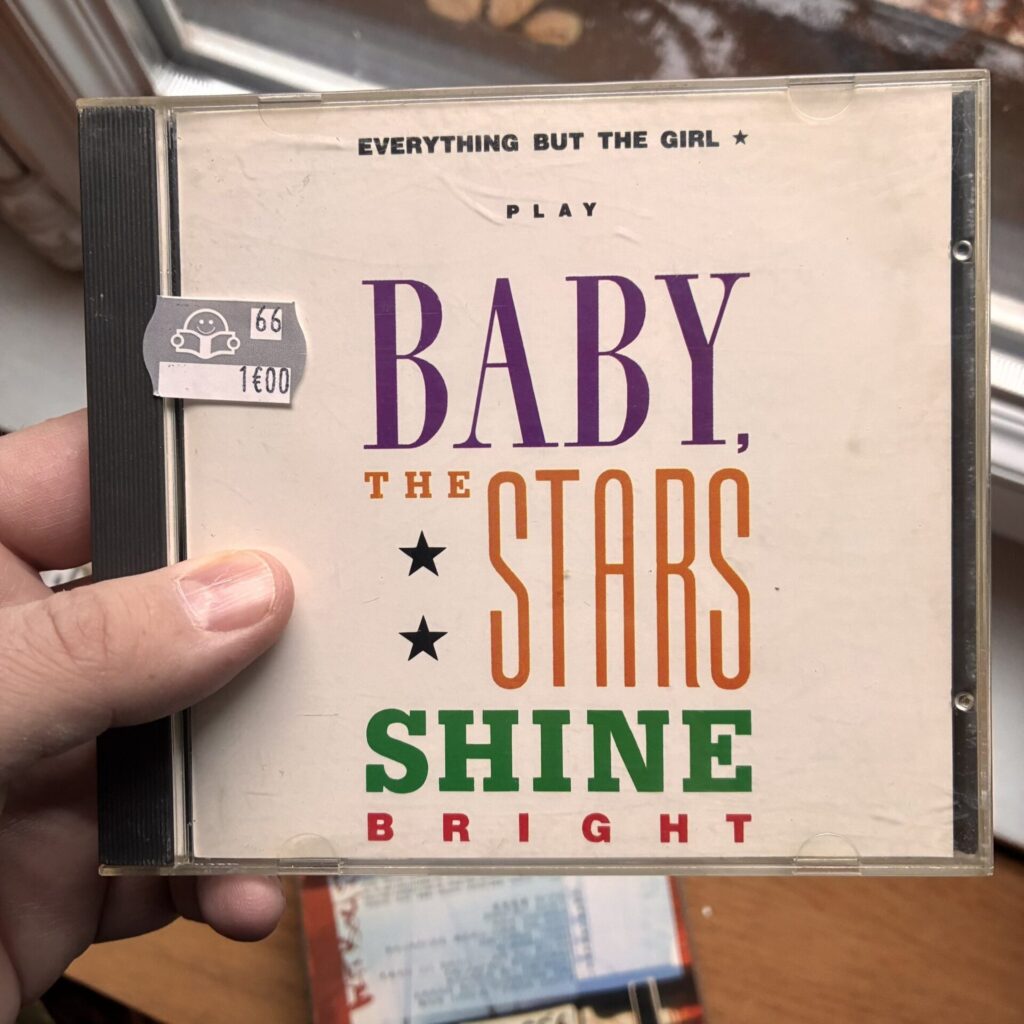 EVERYTHING BUT THE GIRL ★
PLAY
BABY,
THE STARS
★
★
SHINE
BRIGHT
66
1€00